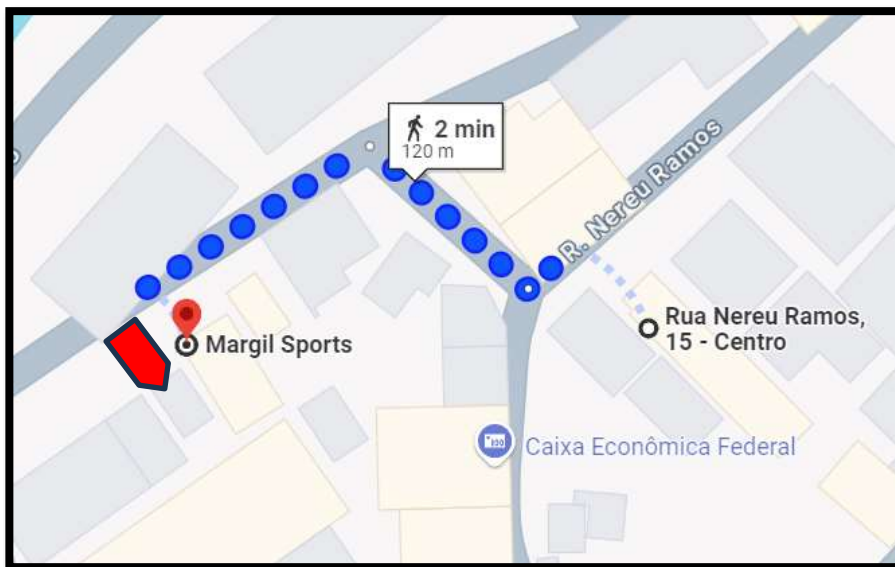 2 min
120 m
R. Nereu Ramos
Rua Nereu Ramos,
15 - Centro
Margil Sports
Caixa Econômica Federal